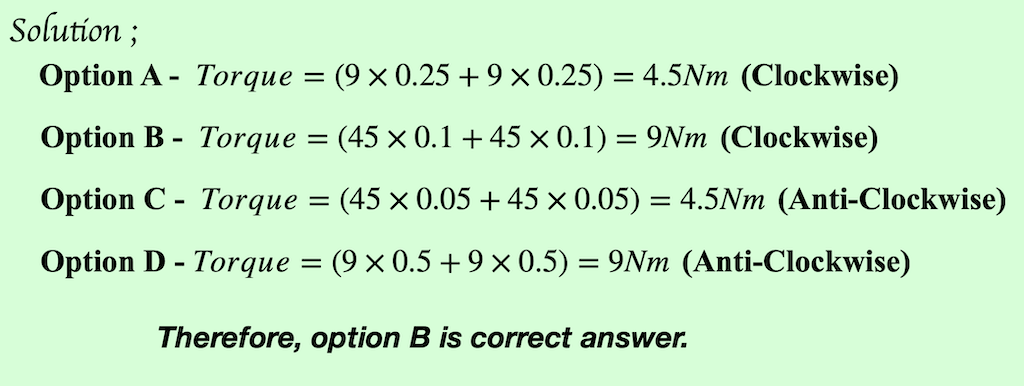 Solution ;
Option A - Torque = (9 × 0.25 + 9 × 0.25) = 4.5Nm (Clockwise)
Option B - Torque = (45 × 0.1 + 45 × 0.1) = 9Nm (Clockwise)
Option C - Torque = (45 × 0.05 + 45 × 0.05) = 4.5Nm (Anti-Clockwise)
Option D - Torque = (9 × 0.5 + 9 × 0.5) = 9Nm (Anti-Clockwise)
Therefore, option B is correct answer.